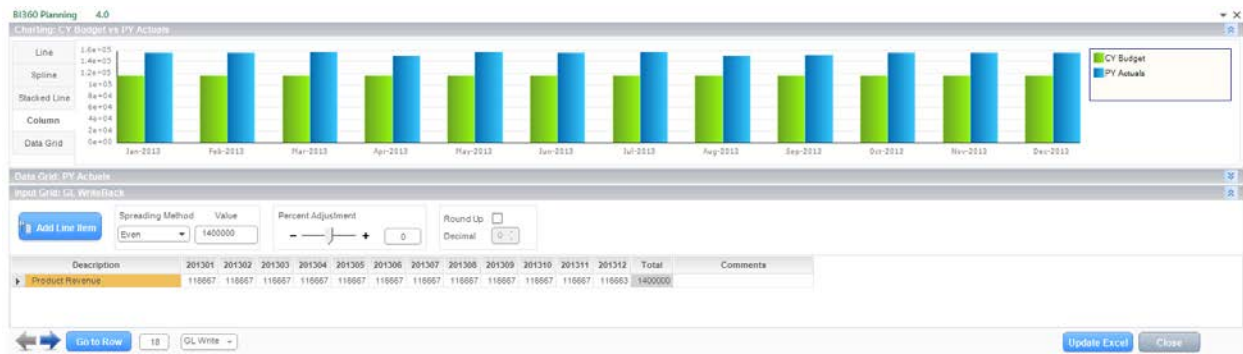 BI360 Planning 4.0
Charting: CY Budget vs PY Actuals
Line
Spline
Stacked Line
Column
Data Grid
1.6e+05
1.4e+05
1.2e+05
1e+05
8e+04
6e+04
4e+04
2e+04
0e+00
Jan-2013 Feb-2013 Mar-2013 Apr-2013 May-2013 Jun-2013 Jul-2013 Aug-2013 Sep-2013 Oct-2013 Nov-2013 Dec-2013
CY Budget
PY Actuals
Data Grid: PY Actuals
Input Grid: GL WriteBack
Add Line Item
Spreading Method Value
Even 1400000
Percent Adjustment
- + 0
Round Up
Decimal 0
Description 201301 201302 201303 201304 201305 201306 201307 201308 201309 201310 201311 201312 Total Comments
Product Revenue 116667 116667 116667 116667 116667 116667 116667 116667 116667 116667 116667 116663 1400000
Go to Row 18 GL Write
Update Excel Close